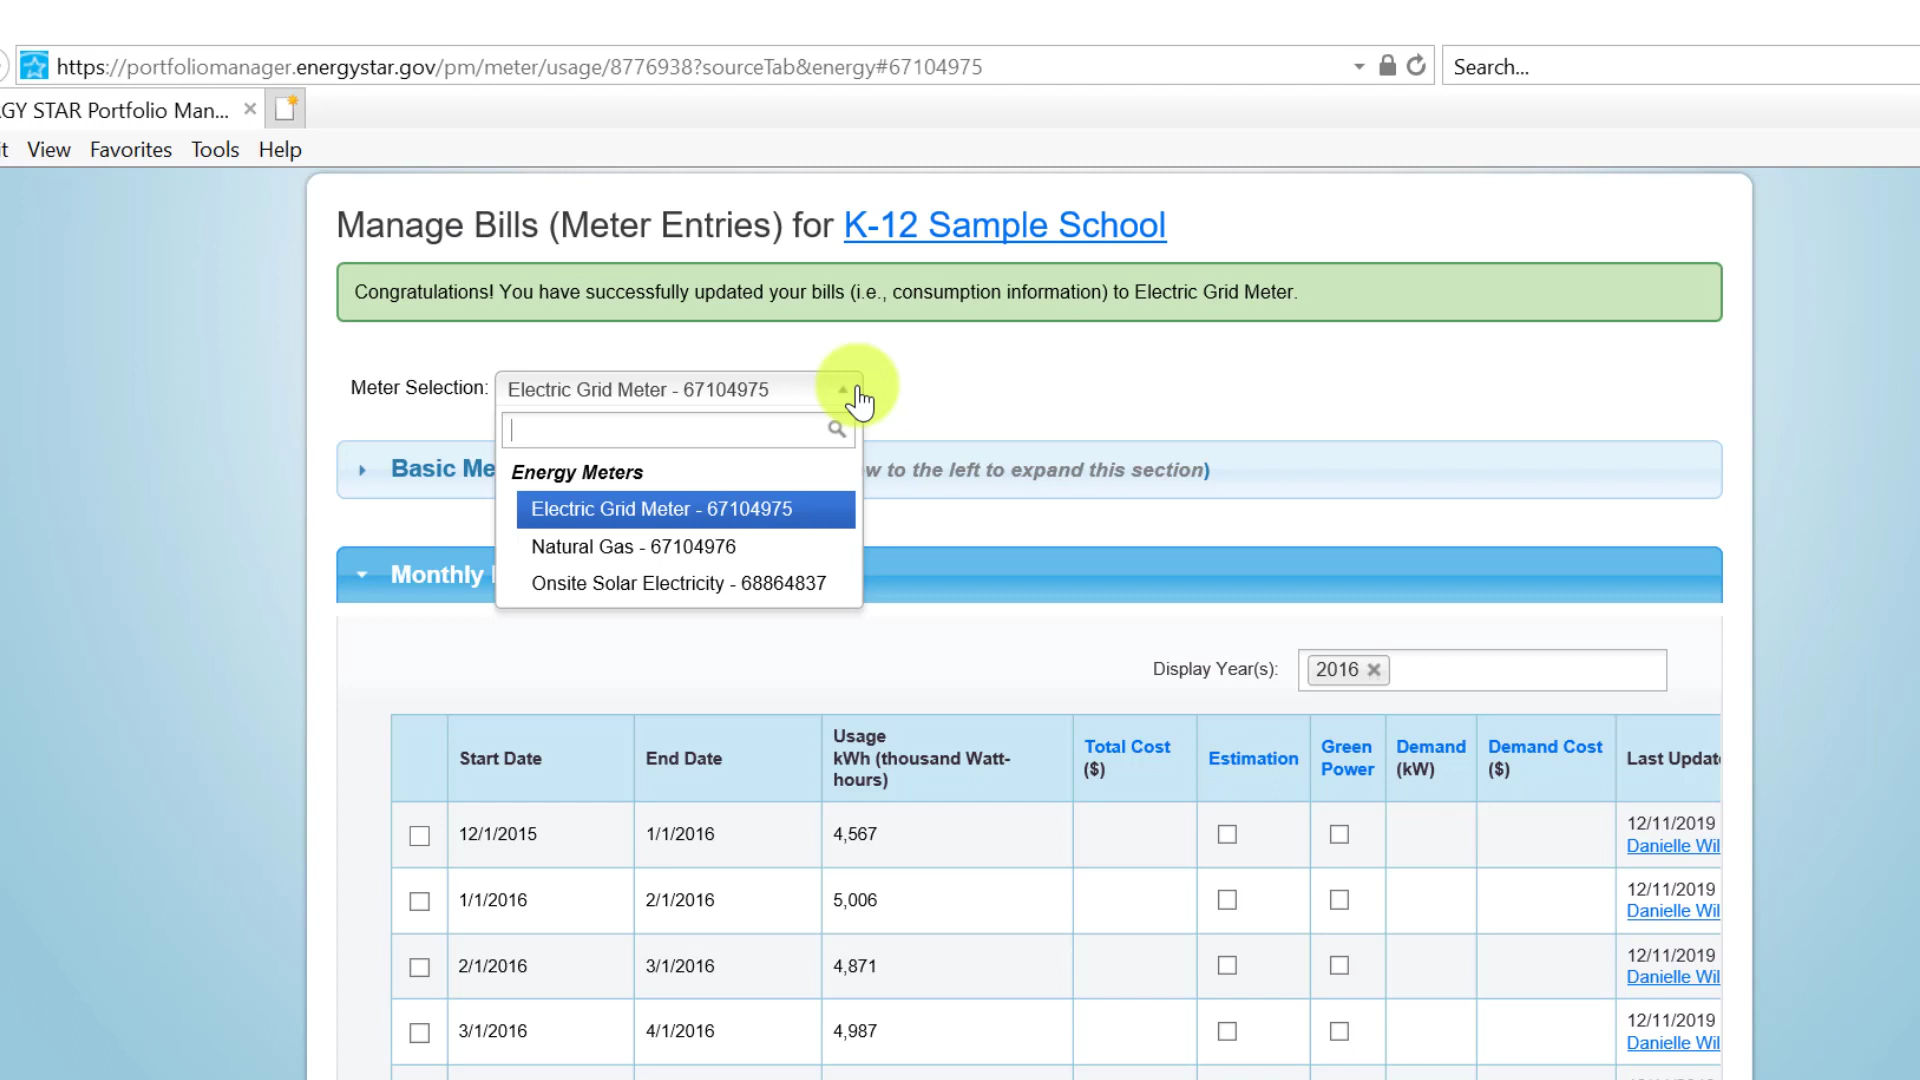 https://portfoliomanager.energystar.gov/pm/meter/usage/8776938?sourceTab&energy#67104975
Search...
GY STAR Portfolio Man...
it View Favorites Tools Help
Manage Bills (Meter Entries) for K-12 Sample School
Congratulations! You have successfully updated your bills (i.e., consumption information) to Electric Grid Meter.
Meter Selection: Electric Grid Meter - 67104975
Basic Me
w to the left to expand this section)
Energy Meters
Electric Grid Meter - 67104975
Natural Gas - 67104976
Onsite Solar Electricity - 68864837
Monthly
Display Year(s): 2016
Start Date End Date Usage kWh (thousand Watt-hours) Total Cost ($) Estimation Green Power Demand (kW) Demand Cost ($) Last Updat
12/1/2015 1/1/2016 4,567 12/11/2019
Danielle Wil
1/1/2016 2/1/2016 5,006 12/11/2019
Danielle Wil
2/1/2016 3/1/2016 4,871 12/11/2019
Danielle Wil
3/1/2016 4/1/2016 4,987 12/11/2019
Danielle Wil